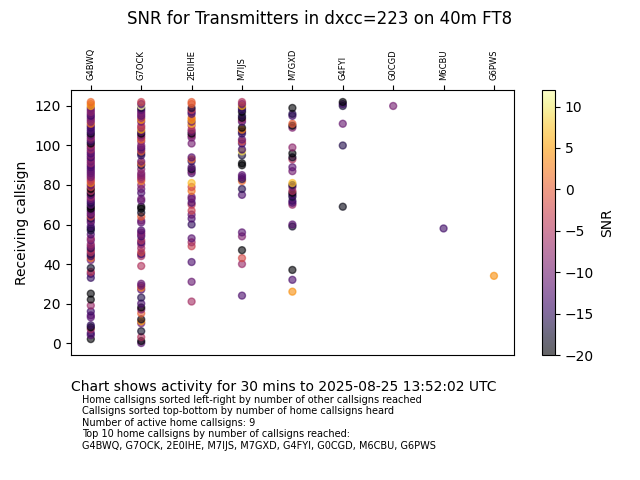 SNR for Transmitters in dxcc=223 on 40m FT8
G4BWQ G7OCK 2E0IHE M7IJS M7GXD G4FYI G0CGD M6CBU G6PWS
120
100
80
60
40
20
0
Receiving callsign
10
5
0
−5
−10
−15
−20
SNR
Chart shows activity for 30 mins to 2025-08-25 13:52:02 UTC
Home callsigns sorted left-right by number of other callsigns reached
Callsigns sorted top-bottom by number of home callsigns heard
Number of active home callsigns: 9
Top 10 home callsigns by number of callsigns reached:
G4BWQ, G7OCK, 2E0IHE, M7IJS, M7GXD, G4FYI, G0CGD, M6CBU, G6PWS